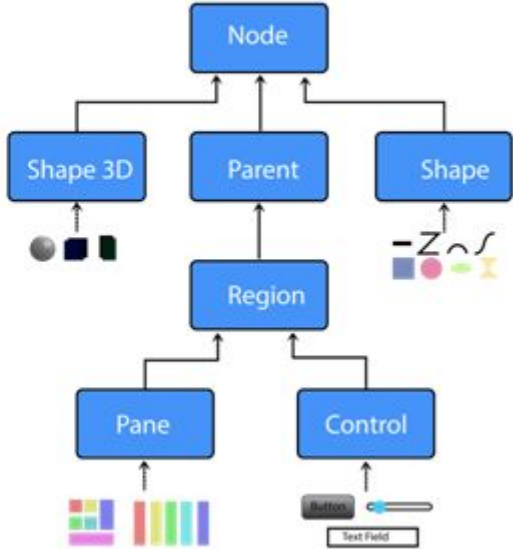 Node
Shape 3D
Parent
Shape
Region
Pane
Control
Button
Text Field